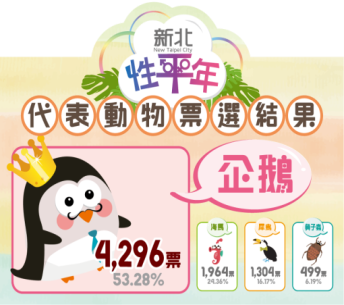 新北
New Taipei City
性平年
代表動物票選結果
企鵝
4,296票
53.28%
海馬
1,964票
24.36%
犀鳥
1,304票
16.17%
負子蟲
499票
6.19%